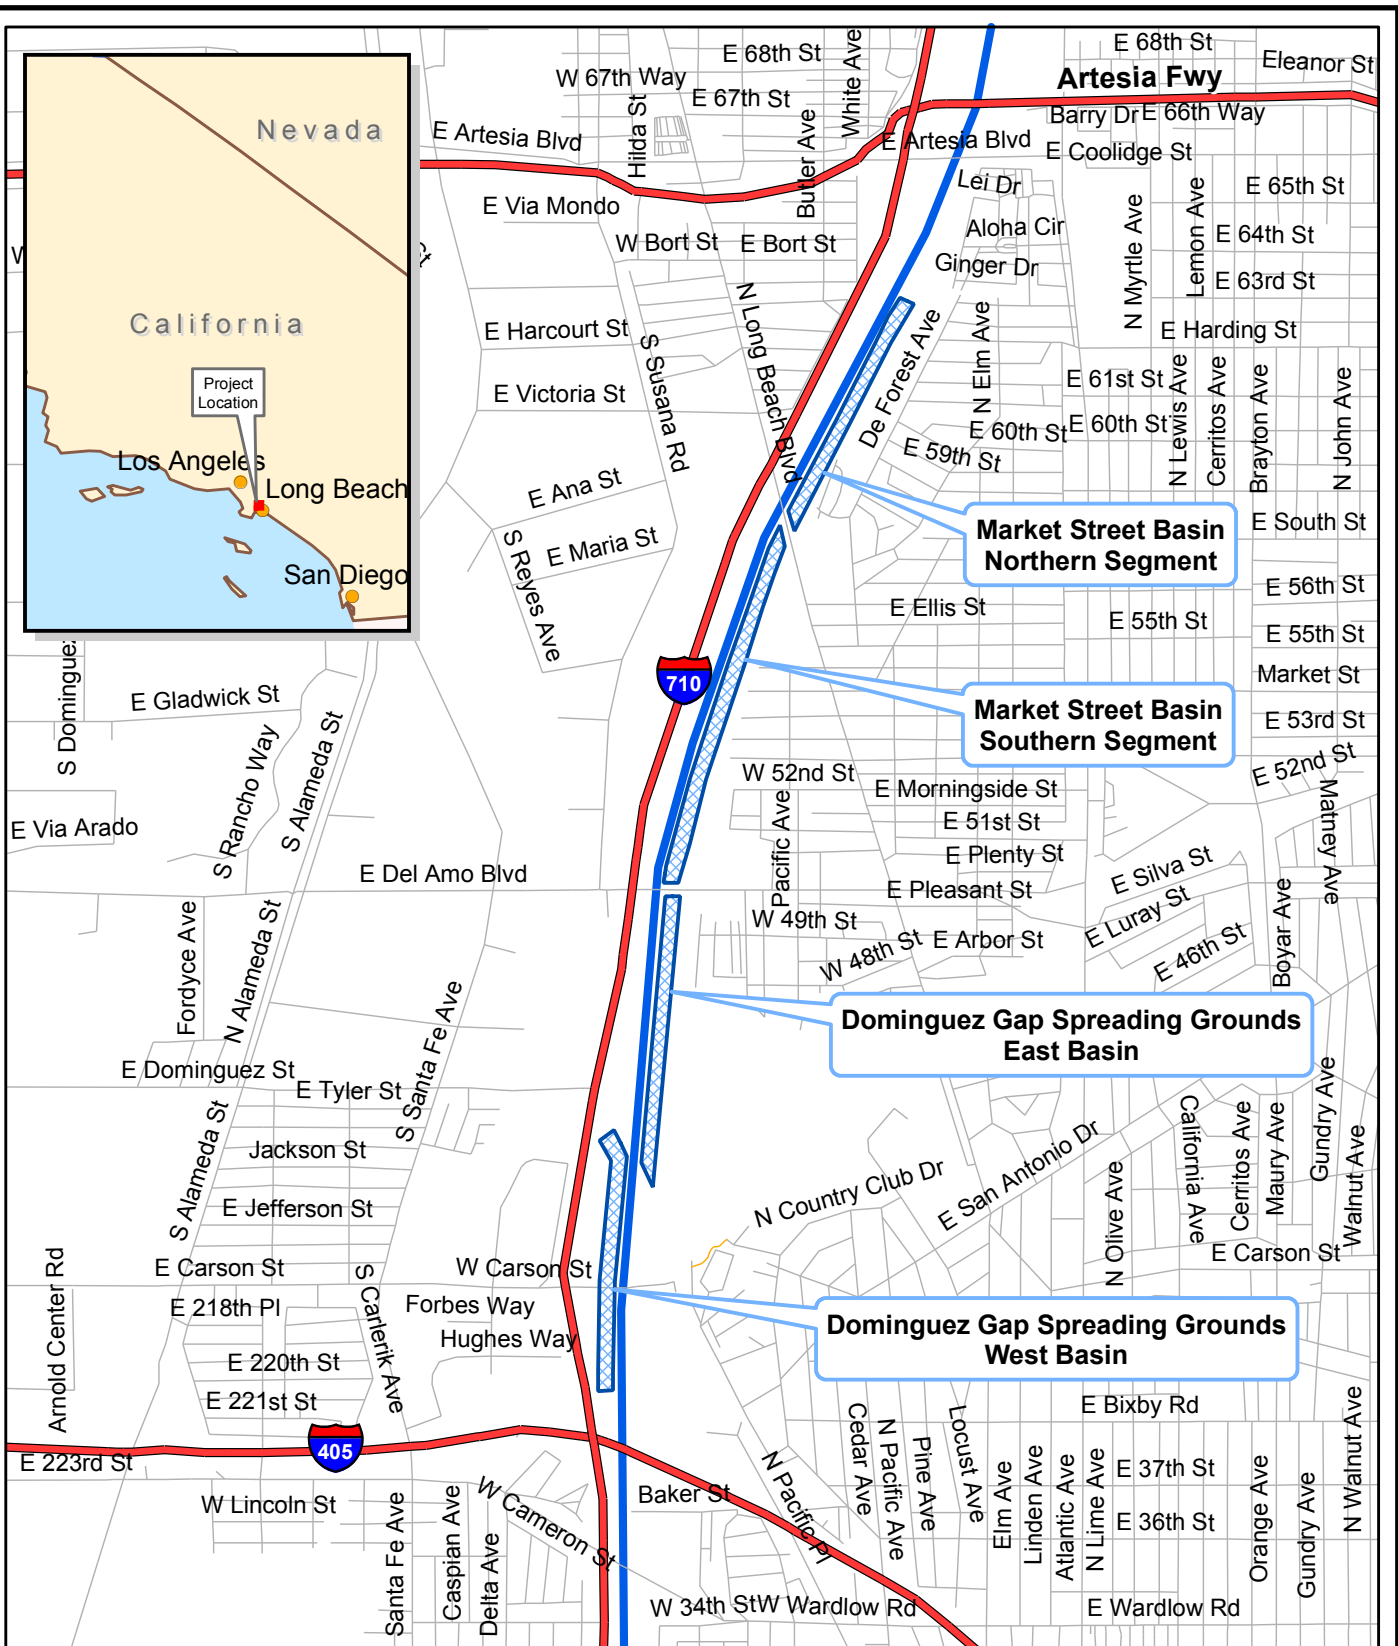 E 68th St
E 68th St
Eleanor St
W 67th Way
White Ave
Artesia Fwy
E 67th St
Hilda St
Barry Dr
E 66th Way
E Artesia Blvd
Butler Ave
E Artesia Blvd
E Coolidge St
Nevada
Lei Dr
E 65th St
E Via Mondo
N Myrtle Ave
Lemon Ave
Aloha Cir
W Bort St
E Bort St
E 64th St
Ginger Dr
E 63rd St
California
E Harcourt St
S Susana Rd
N Long Beach Blvd
De Forest Ave
N Elm Ave
E Harding St
Project
Location
E Victoria St
E 61st St
N Lewis Ave
Cerritos Ave
Brayton Ave
N John Ave
E 60th St
E 60th St
E 59th St
Los Angeles
Long Beach
E Ana St
San Diego
S Reyes Ave
E Maria St
Market Street Basin
Northern Segment
E South St
E 56th St
E Ellis St
E 55th St
E 55th St
710
Market St
S Dominguez
E Gladwick St
S Rancho Way
S Alameda St
Market Street Basin
Southern Segment
E 53rd St
E 52nd St
W 52nd St
E Morningside St
Matney Ave
E Via Arado
Pacific Ave
E 51st St
E Plenty St
E Del Amo Blvd
E Silva St
E Pleasant St
Fordyce Ave
N Alameda St
W 49th St
E Luray St
Boyar Ave
E Arbor St
W 48th St
E 46th St
S Santa Fe Ave
Dominguez Gap Spreading Grounds
East Basin
E Dominguez St
E Tyler St
S Alameda St
Jackson St
E San Antonio Dr
California Ave
Cerritos Ave
Maury Ave
Gundry Ave
Walnut Ave
N Country Club Dr
N Olive Ave
E Jefferson St
Arnold Center Rd
E Carson St
S Carlerik Ave
W Carson St
E Carson St
E 218th Pl
Forbes Way
Hughes Way
Dominguez Gap Spreading Grounds
West Basin
E 220th St
E 221st St
E Bixby Rd
405
E 223rd St
Cedar Ave
N Pacific Ave
Pine Ave
Locust Ave
Elm Ave
Linden Ave
Atlantic Ave
N Lime Ave
E 37th St
Orange Ave
Gundry Ave
N Walnut Ave
N Pacific Pl
W Lincoln St
W Cameron St
Baker St
E 36th St
Santa Fe Ave
Caspian Ave
Delta Ave
W 34th St
W Wardlow Rd
E Wardlow Rd